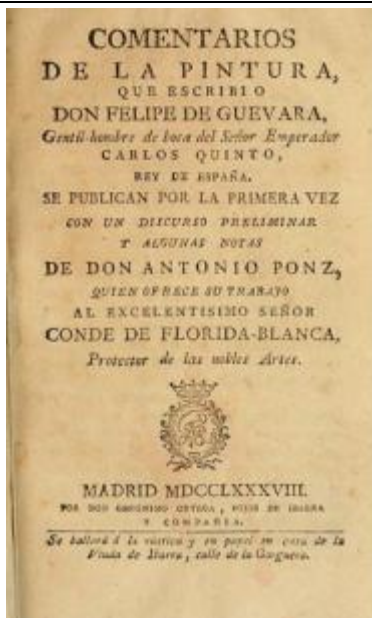 COMENTARIOS
DE LA PINTURA,
QUE ESCRIBIO
DON FELIPE DE GUEVARA,
Gentil-hombre de boca del Señor Emperador
CARLOS QUINTO,
REY DE ESPAÑA.
SE PUBLICAN POR LA PRIMERA VEZ
CON UN DISCURSO PRELIMINAR
Y ALGUNAS NOTAS
DE DON ANTONIO PONZ,
QUIEN OFRECE SU TRABAJO
AL EXCELENTISIMO SEÑOR
CONDE DE FLORIDA-BLANCA,
Protector de las nobles Artes.
MADRID MDCCLXXXVIII.
POR DON GERONIMO ORTEGA, HIJOS DE IBARRA
Y COMPAÑIA.
Se hallará á la rústica y en papel en casa de la
Viuda de Ibarra, calle de la Gorguera.